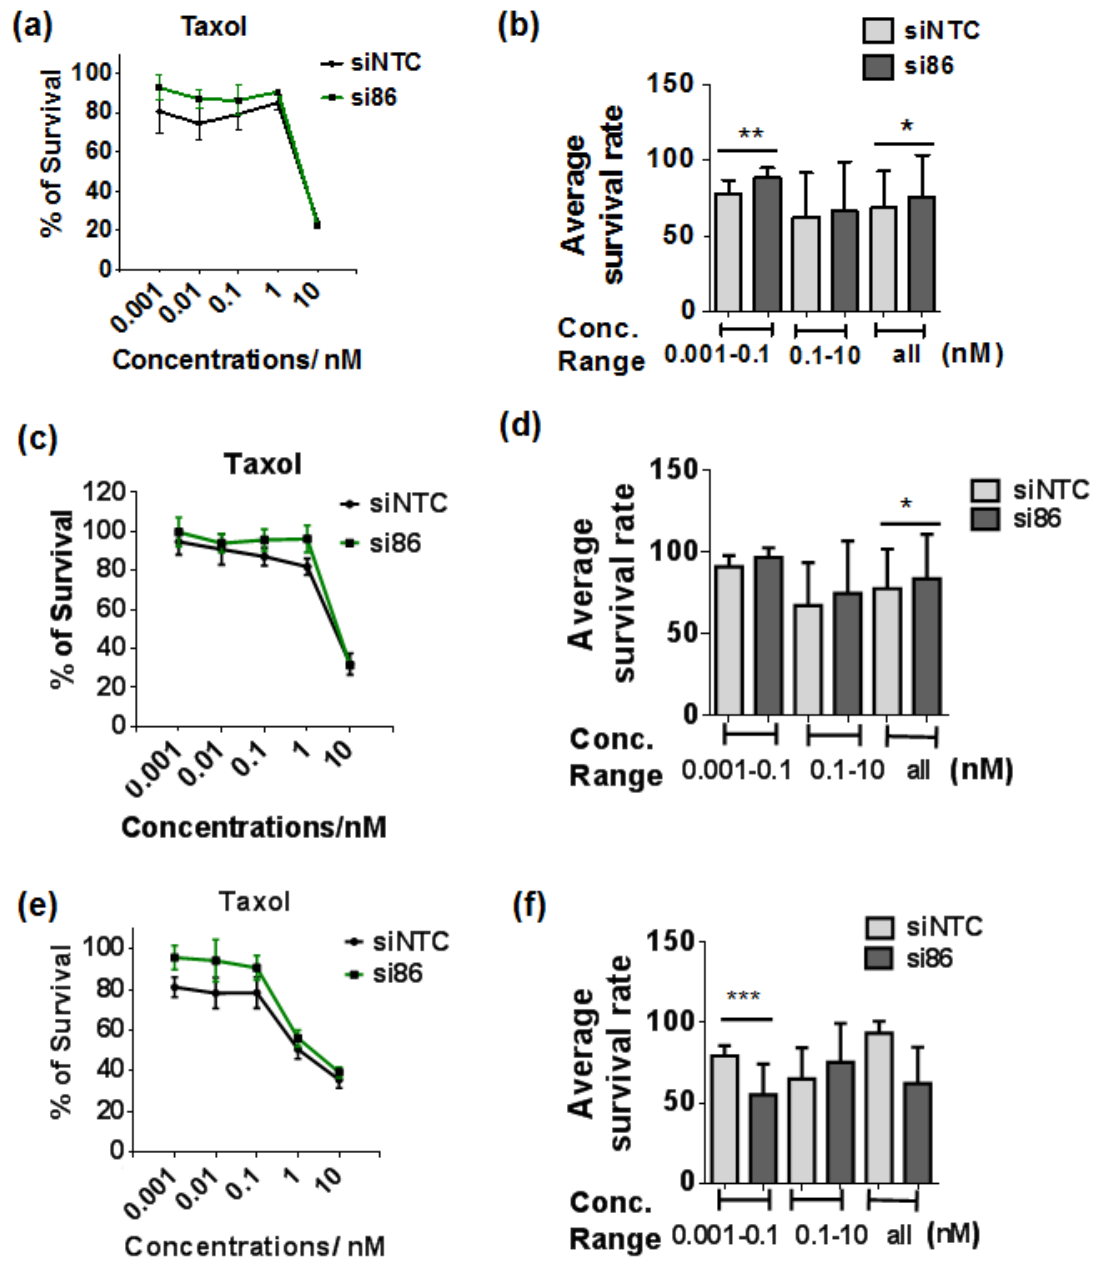 (a)
Taxol
siNTC
si86
% of Survival
100
80
60
40
20
0
0.001
0.01
0.1
1
10
Concentrations/ nM
(b)
siNTC
si86
Average
survival rate
150
100
50
0
**
*
Conc.
Range
0.001-0.1
0.1-10
all
(nM)
(c)
Taxol
siNTC
si86
% of Survival
120
100
80
60
40
20
0
0.001
0.01
0.1
1
10
Concentrations/nM
(d)
siNTC
si86
Average
survival rate
150
100
50
0
*
Conc.
Range
0.001-0.1
0.1-10
all
(nM)
(e)
Taxol
siNTC
si86
% of Survival
100
80
60
40
20
0
0.001
0.01
0.1
1
10
Concentrations/ nM
(f)
siNTC
si86
Average
survival rate
150
100
50
0
***
Conc.
Range
0.001-0.1
0.1-10
all
(nM)